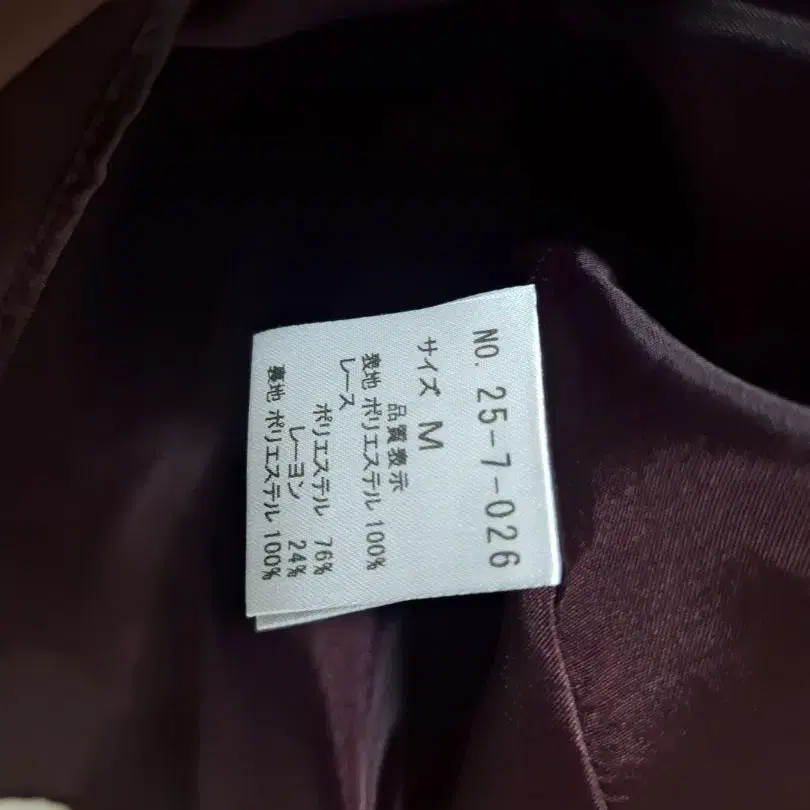 NO. 25-7-026
サイズ M
品質表示
表地 ポリエステル 100%
レース
ポリエステル 76%
レーヨン 24%
裏地 ポリエステル 100%